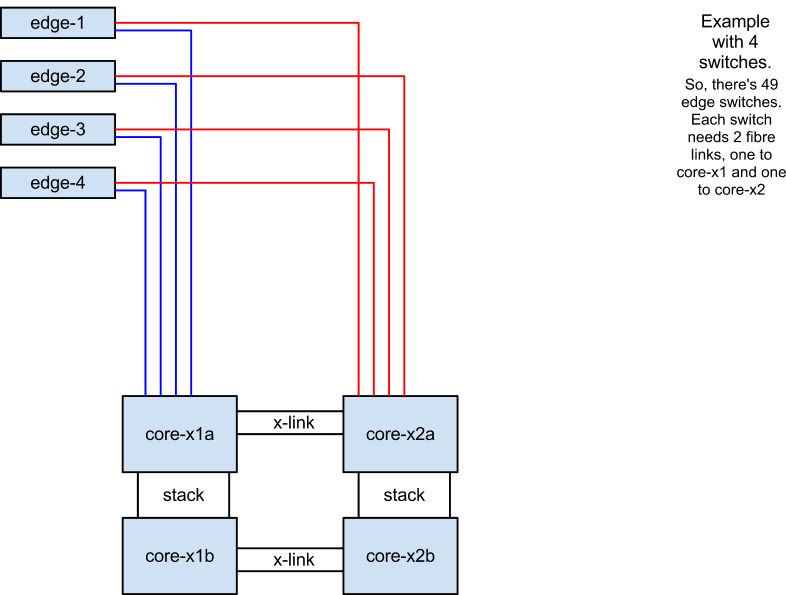 edge-1
edge-2
edge-3
edge-4
Example
with 4
switches.
So, there's 49
edge switches.
Each switch
needs 2 fibre
links, one to
core-x1 and one
to core-x2
core-x1a
x-link
core-x2a
stack
stack
core-x1b
x-link
core-x2b